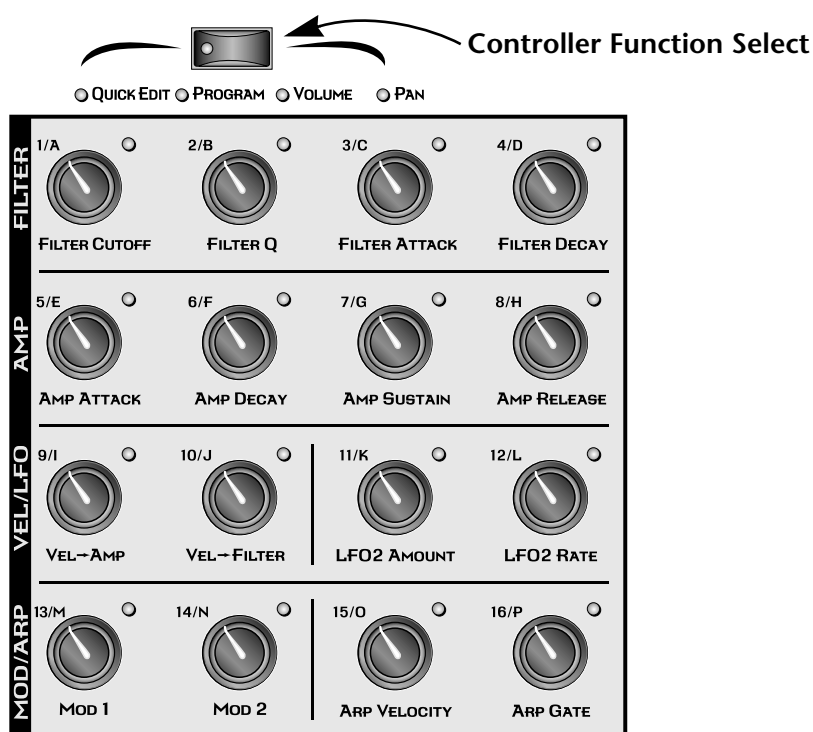 Controller Function Select
QUICK EDIT PROGRAM VOLUME PAN
FILTER
1/A 2/B 3/C 4/D
FILTER CUTOFF FILTER Q FILTER ATTACK FILTER DECAY
AMP
5/E 6/F 7/G 8/H
AMP ATTACK AMP DECAY AMP SUSTAIN AMP RELEASE
VEL/LFO
9/I 10/J 11/K 12/L
VEL→AMP VEL→FILTER LFO2 AMOUNT LFO2 RATE
MOD/ARP
13/M 14/N 15/O 16/P
MOD 1 MOD 2 ARP VELOCITY ARP GATE